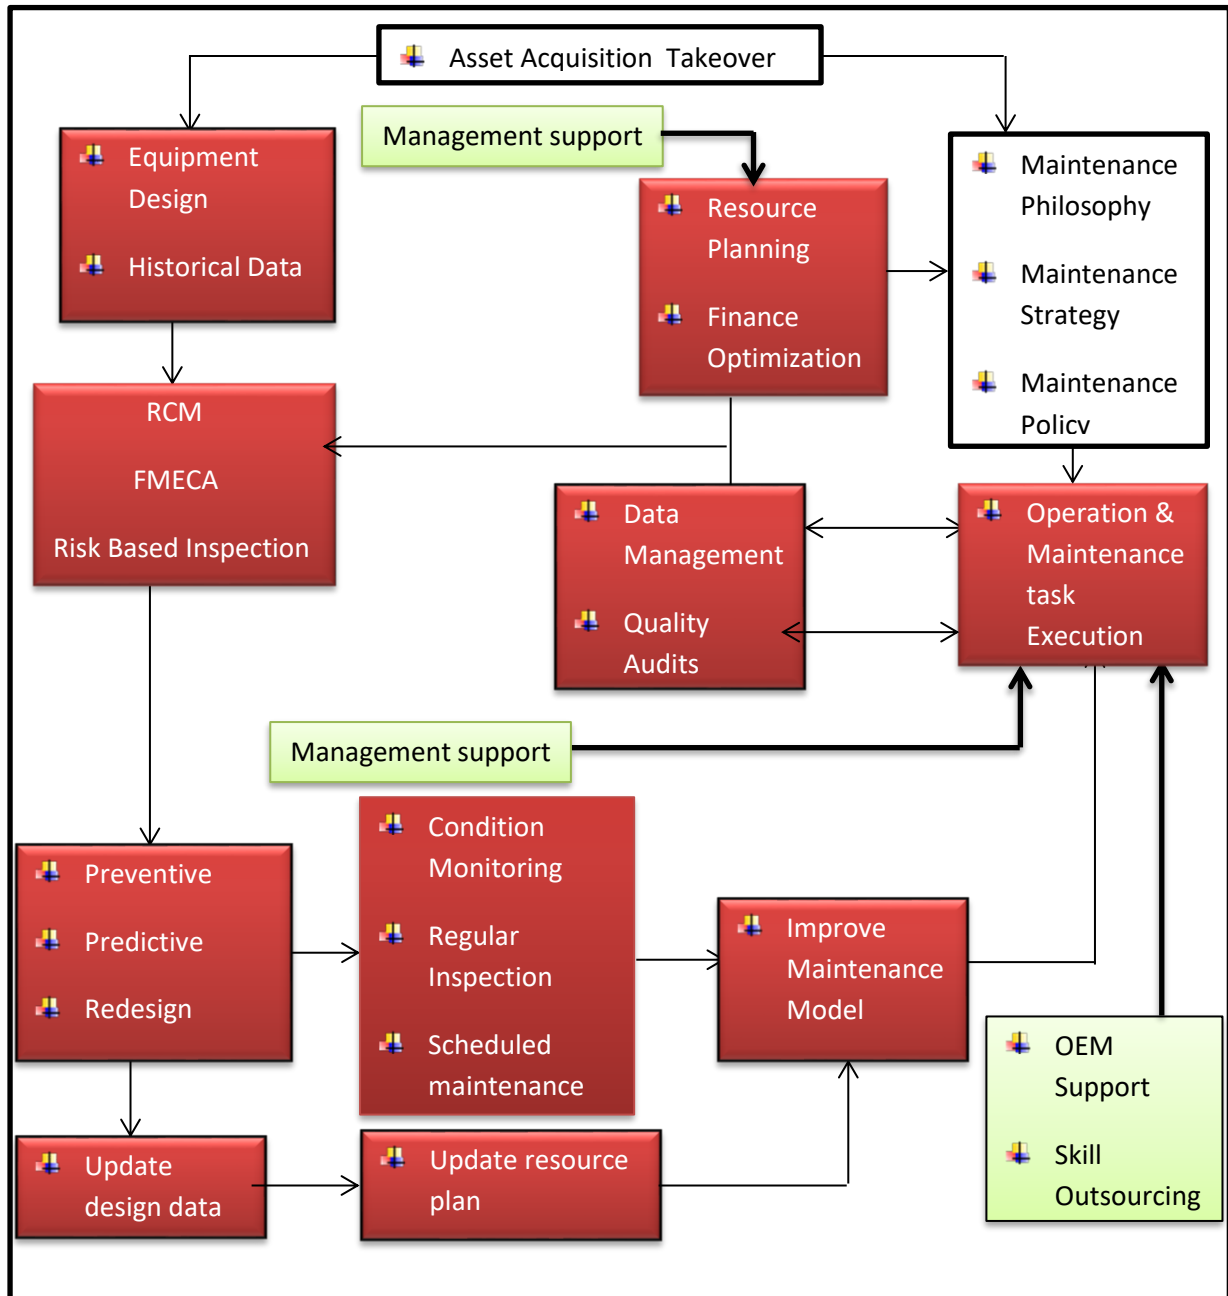 Asset Acquisition  Takeover
Management support
Equipment
Design
Historical Data
Resource
Planning
Finance
Optimization
Maintenance
Philosophy
Maintenance
Strategy
Maintenance
Policy
RCM
FMECA
Risk Based Inspection
Data
Management
Quality
Audits
Operation &
Maintenance
task
Execution
Management support
Preventive
Predictive
Redesign
Condition
Monitoring
Regular
Inspection
Scheduled
maintenance
Improve
Maintenance
Model
OEM
Support
Skill
Outsourcing
Update
design data
Update resource
plan